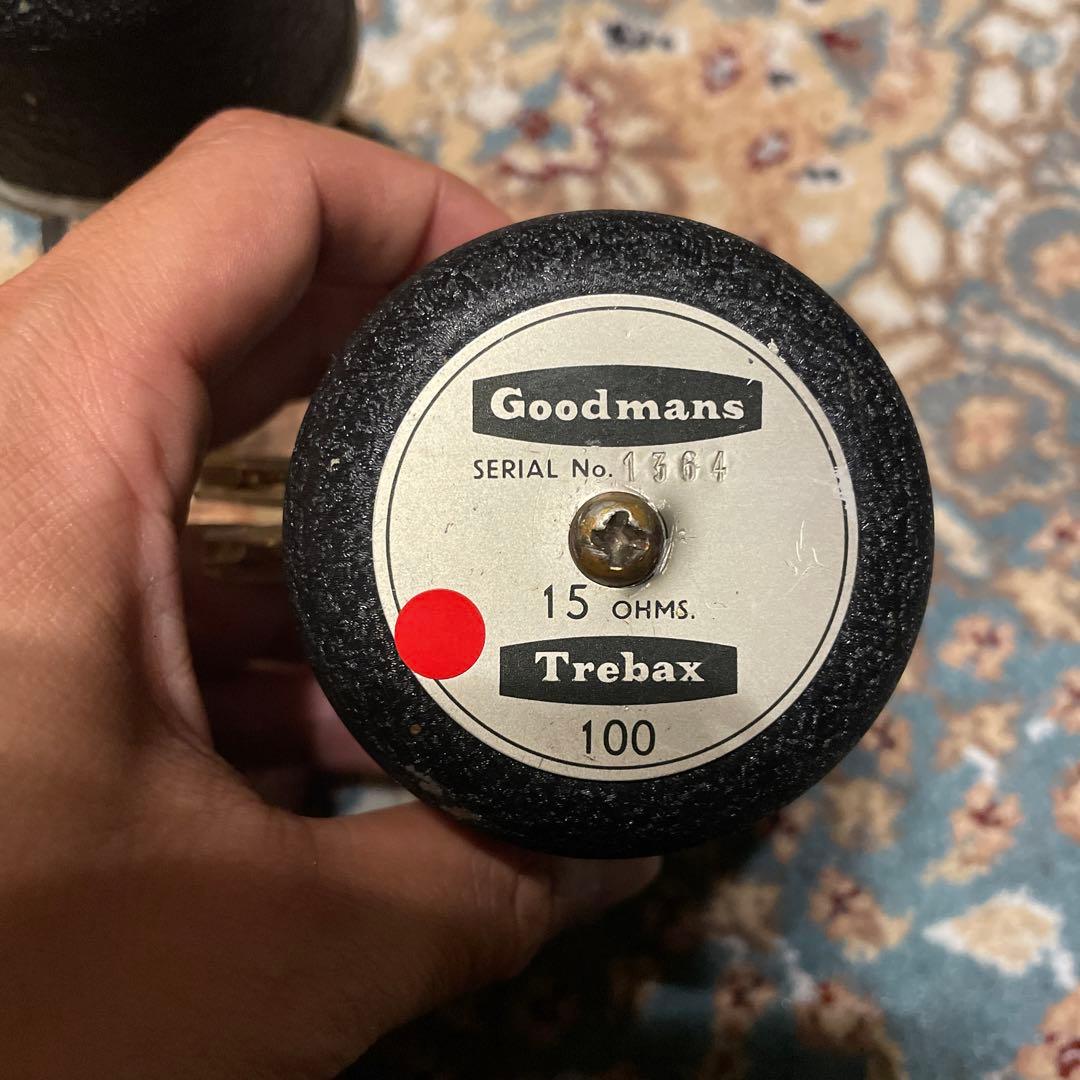 Goodmans
SERIAL No. 1364
15 OHMS.
Trebax
100